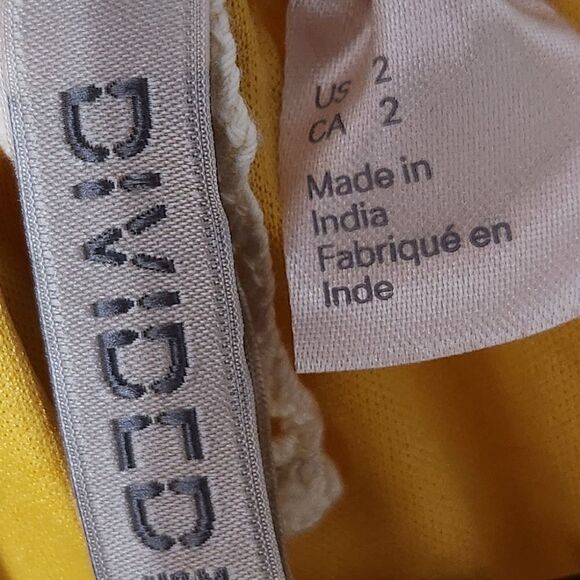 DIVIDED
US 2
CA 2
Made in
India
Fabriqué en
Inde